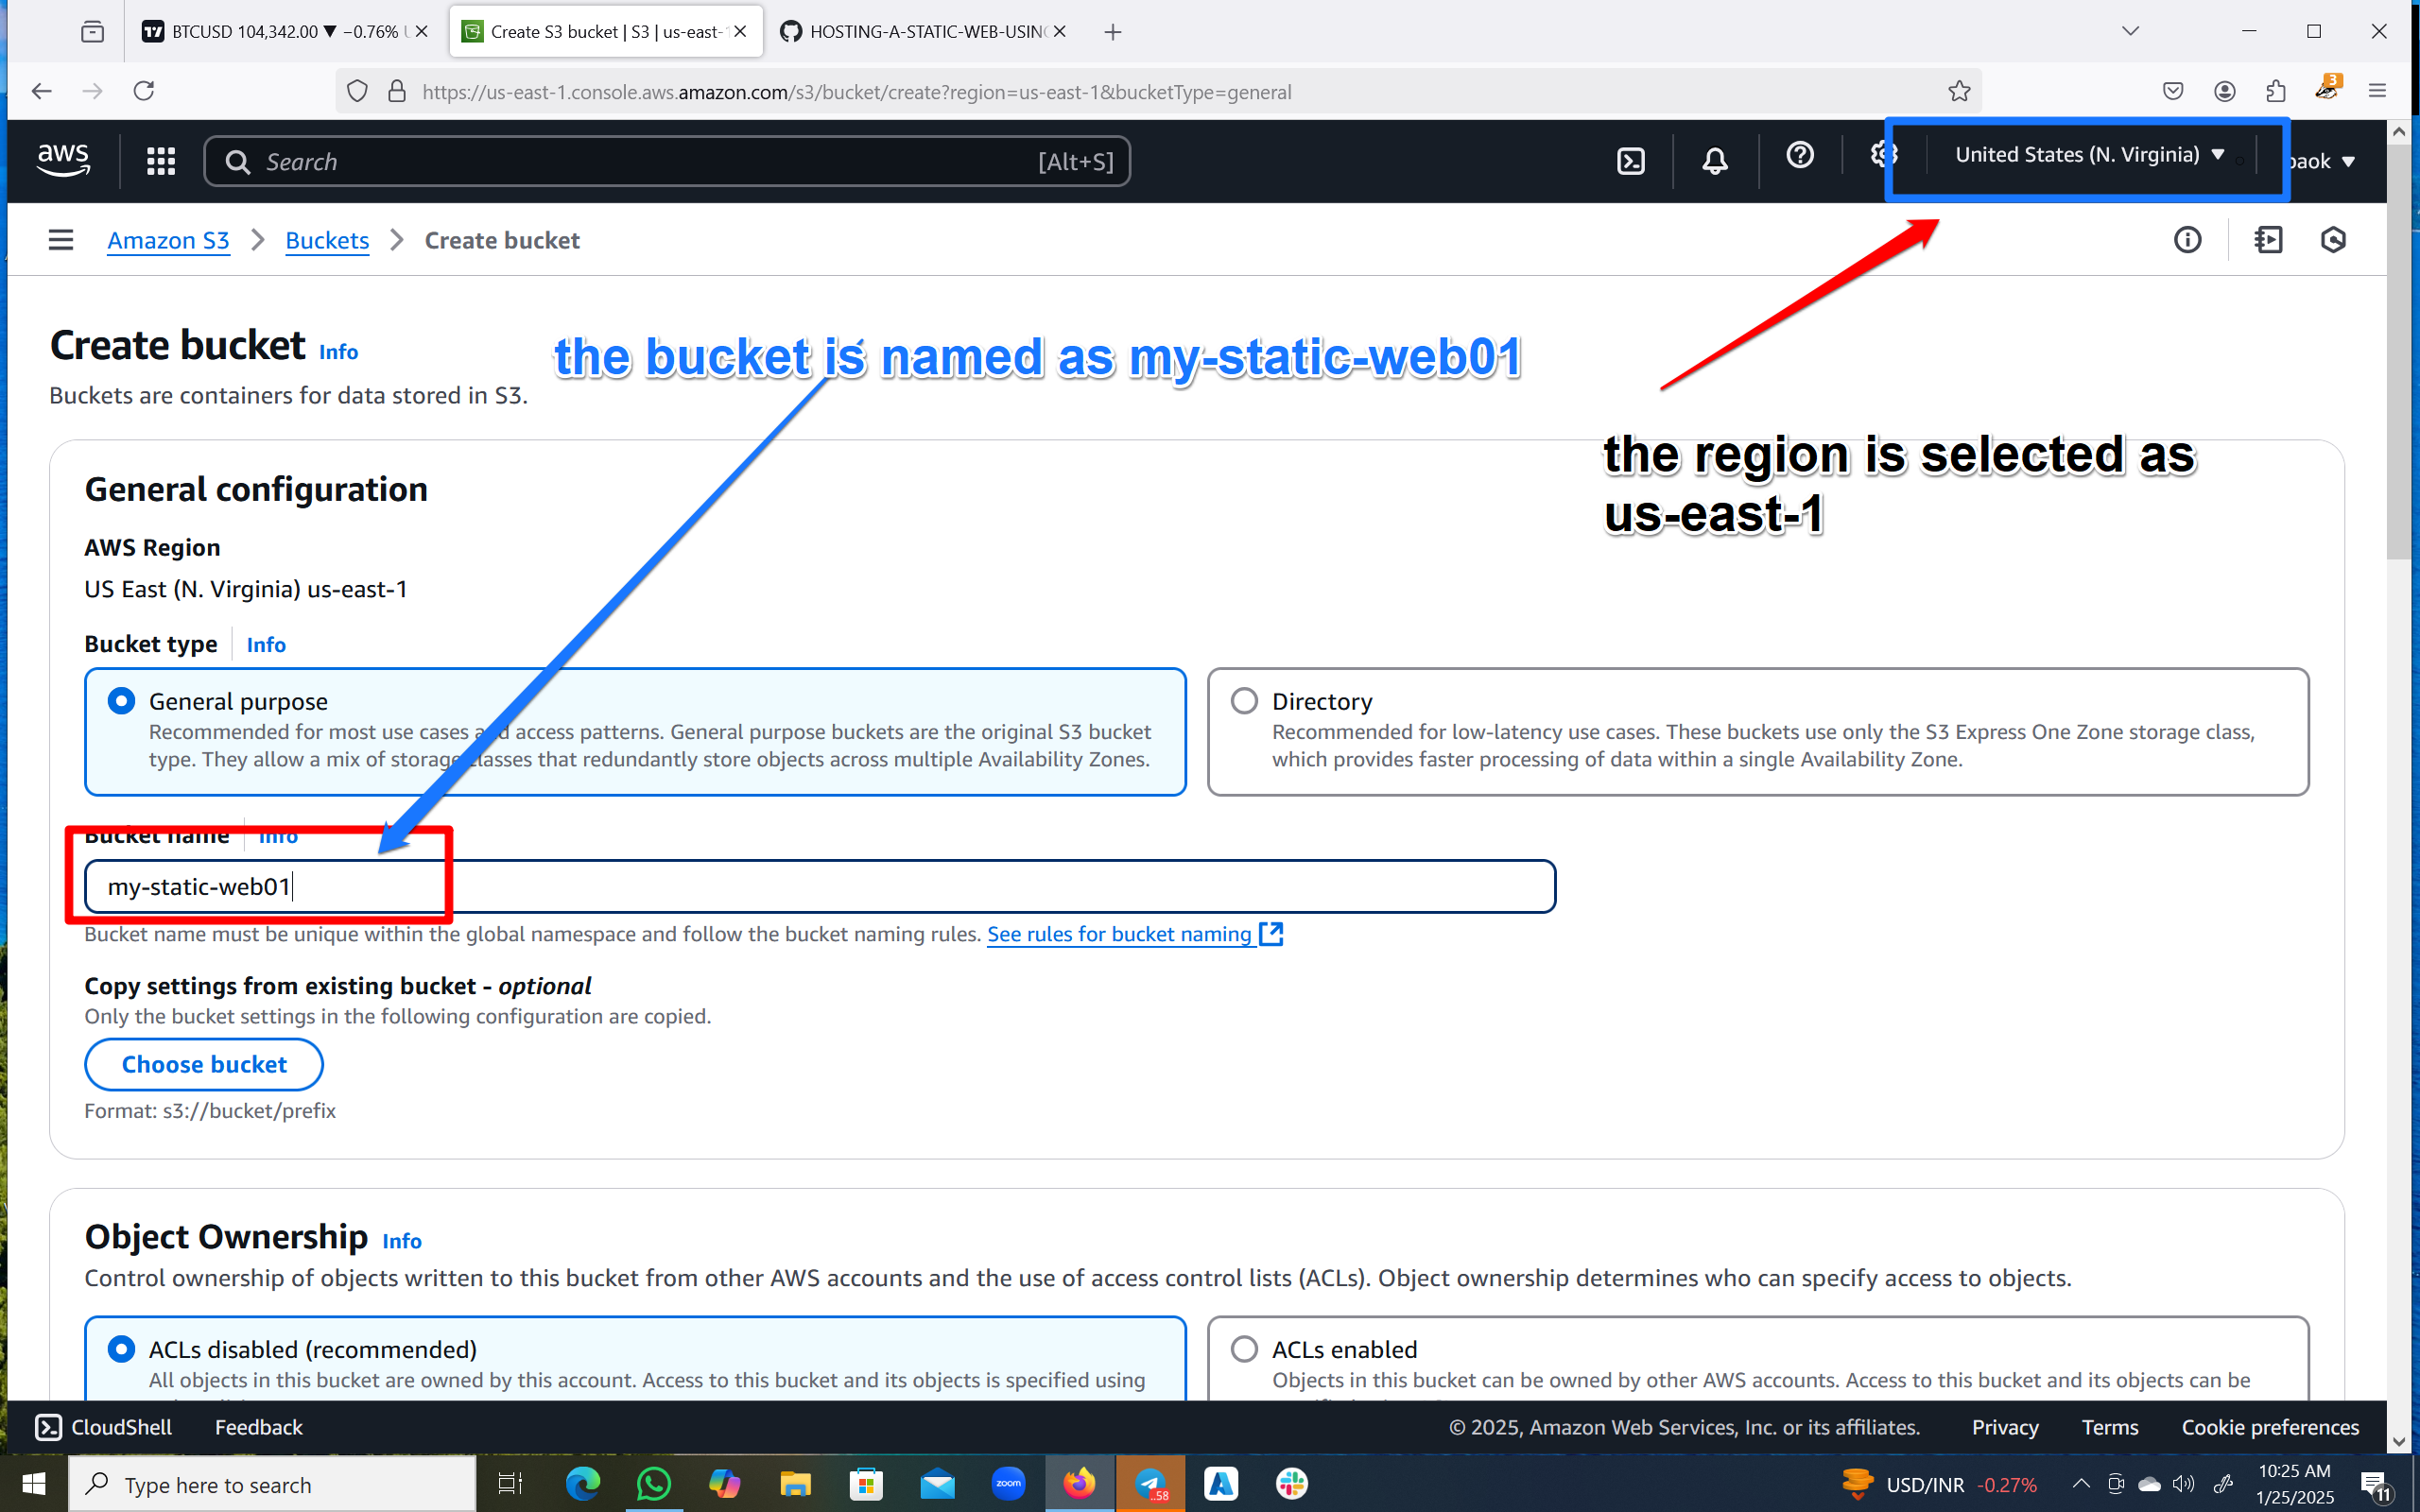 BTCUSD 104,342.00 ▼ −0.76%
Create S3 bucket | S3 | us-east-
HOSTING-A-STATIC-WEB-USING
https://us-east-1.console.aws.amazon.com/s3/bucket/create?region=us-east-1&bucketType=general
3
aws
Search
[Alt+S]
United States (N. Virginia) ▼
paok ▼
Amazon S3 > Buckets > Create bucket
Create bucket Info
the bucket is named as my-static-web01
Buckets are containers for data stored in S3.
the region is selected as
us-east-1
General configuration
AWS Region
US East (N. Virginia) us-east-1
Bucket type
Info
General purpose
Recommended for most use cases and access patterns. General purpose buckets are the original S3 bucket
type. They allow a mix of storage classes that redundantly store objects across multiple Availability Zones.
Directory
Recommended for low-latency use cases. These buckets use only the S3 Express One Zone storage class,
which provides faster processing of data within a single Availability Zone.
Bucket name
Info
my-static-web01
Bucket name must be unique within the global namespace and follow the bucket naming rules. See rules for bucket naming
Copy settings from existing bucket - optional
Only the bucket settings in the following configuration are copied.
Choose bucket
Format: s3://bucket/prefix
Object Ownership Info
Control ownership of objects written to this bucket from other AWS accounts and the use of access control lists (ACLs). Object ownership determines who can specify access to objects.
ACLs disabled (recommended)
All objects in this bucket are owned by this account. Access to this bucket and its objects is specified using
ACLs enabled
Objects in this bucket can be owned by other AWS accounts. Access to this bucket and its objects can be
CloudShell
Feedback
© 2025, Amazon Web Services, Inc. or its affiliates.
Privacy
Terms
Cookie preferences
Type here to search
zoom
..58
USD/INR -0.27%
10:25 AM
1/25/2025
11